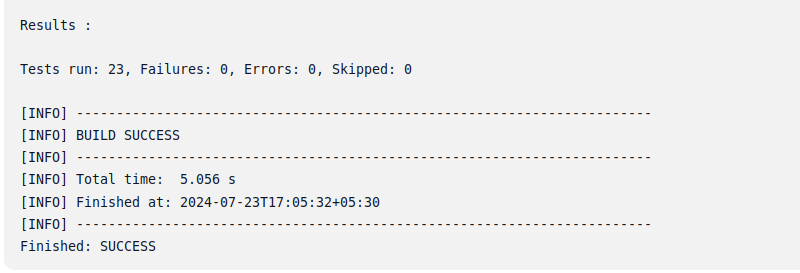 Results :
Tests run: 23, Failures: 0, Errors: 0, Skipped: 0
[INFO] ------------------------------------------------------------------------
[INFO] BUILD SUCCESS
[INFO] ------------------------------------------------------------------------
[INFO] Total time:  5.056 s
[INFO] Finished at: 2024-07-23T17:05:32+05:30
[INFO] ------------------------------------------------------------------------
Finished: SUCCESS